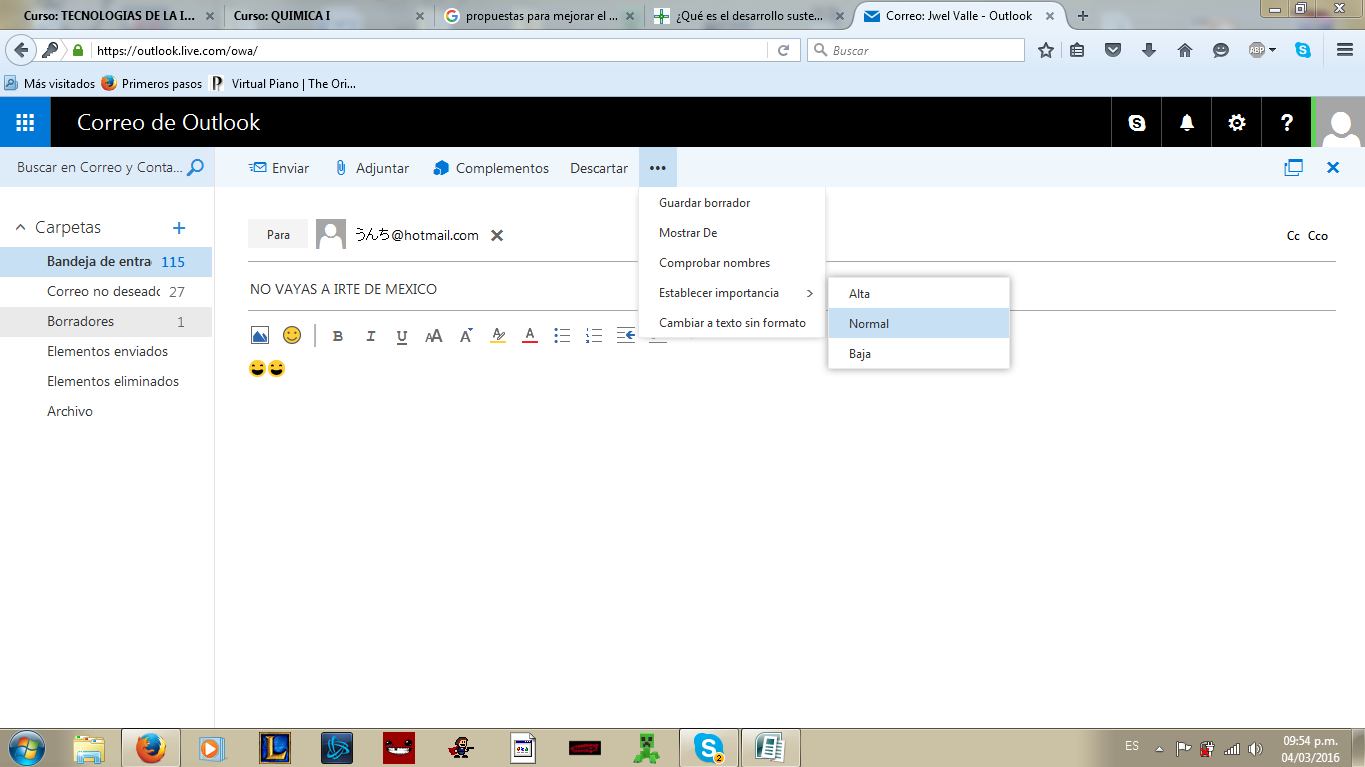 Curso: TECNOLOGIAS DE LA I...
Curso: QUIMICA I
propuestas para mejorar el ...
¿Qué es el desarrollo suste...
Correo: Jwel Valle - Outlook
https://outlook.live.com/owa/
Buscar
ABP
Más visitados
Primeros pasos
Virtual Piano | The Ori...
Correo de Outlook
?
Buscar en Correo y Conta...
Enviar
Adjuntar
Complementos
Descartar
•••
Guardar borrador
Mostrar De
Comprobar nombres
Establecer importancia
Cambiar a texto sin formato
Alta
Normal
Baja
Carpetas
Bandeja de entra 115
Correo no deseado 27
Borradores 1
Elementos enviados
Elementos eliminados
Archivo
Para
うんち@hotmail.com
Cc Cco
NO VAYAS A IRTE DE MEXICO
B I U AA A A
ES
09:54 p.m.
04/03/2016